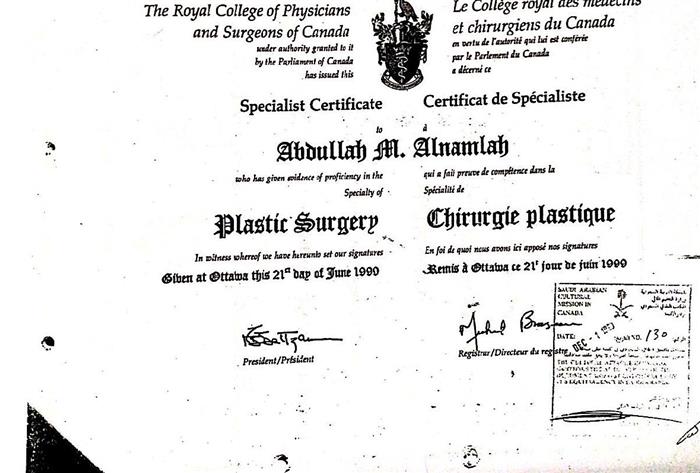 The Royal College of Physicians
and Surgeons of Canada
under authority granted to it
by the Parliament of Canada
has issued this
Le Collège royal des médecins
et chirurgiens du Canada
en vertu de l'autorité qui lui est conférée
par le Parlement du Canada
a décerné ce
Specialist Certificate
Certificat de Spécialiste
to
à
Abdullah M. Alnamlah
who has given evidence of proficiency in the
Specialty of
qui a fait preuve de compétence dans la
Spécialité de
Plastic Surgery
Chirurgie plastique
In witness whereof we have hereunto set our signatures
Given at Ottawa this 21st day of June 1999
En foi de quoi nous avons ici apposé nos signatures
Remis à Ottawa ce 21e jour de juin 1999
President/Président
Registrar/Directeur du registre
SAUDI ARABIAN
CULTURAL
MISSION IN
CANADA
DATE: DEC - 1
NO. 130